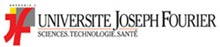 UNIVERSITE JOSEPH FOURIER
SCIENCES. TECHNOLOGIE. SANTÉ